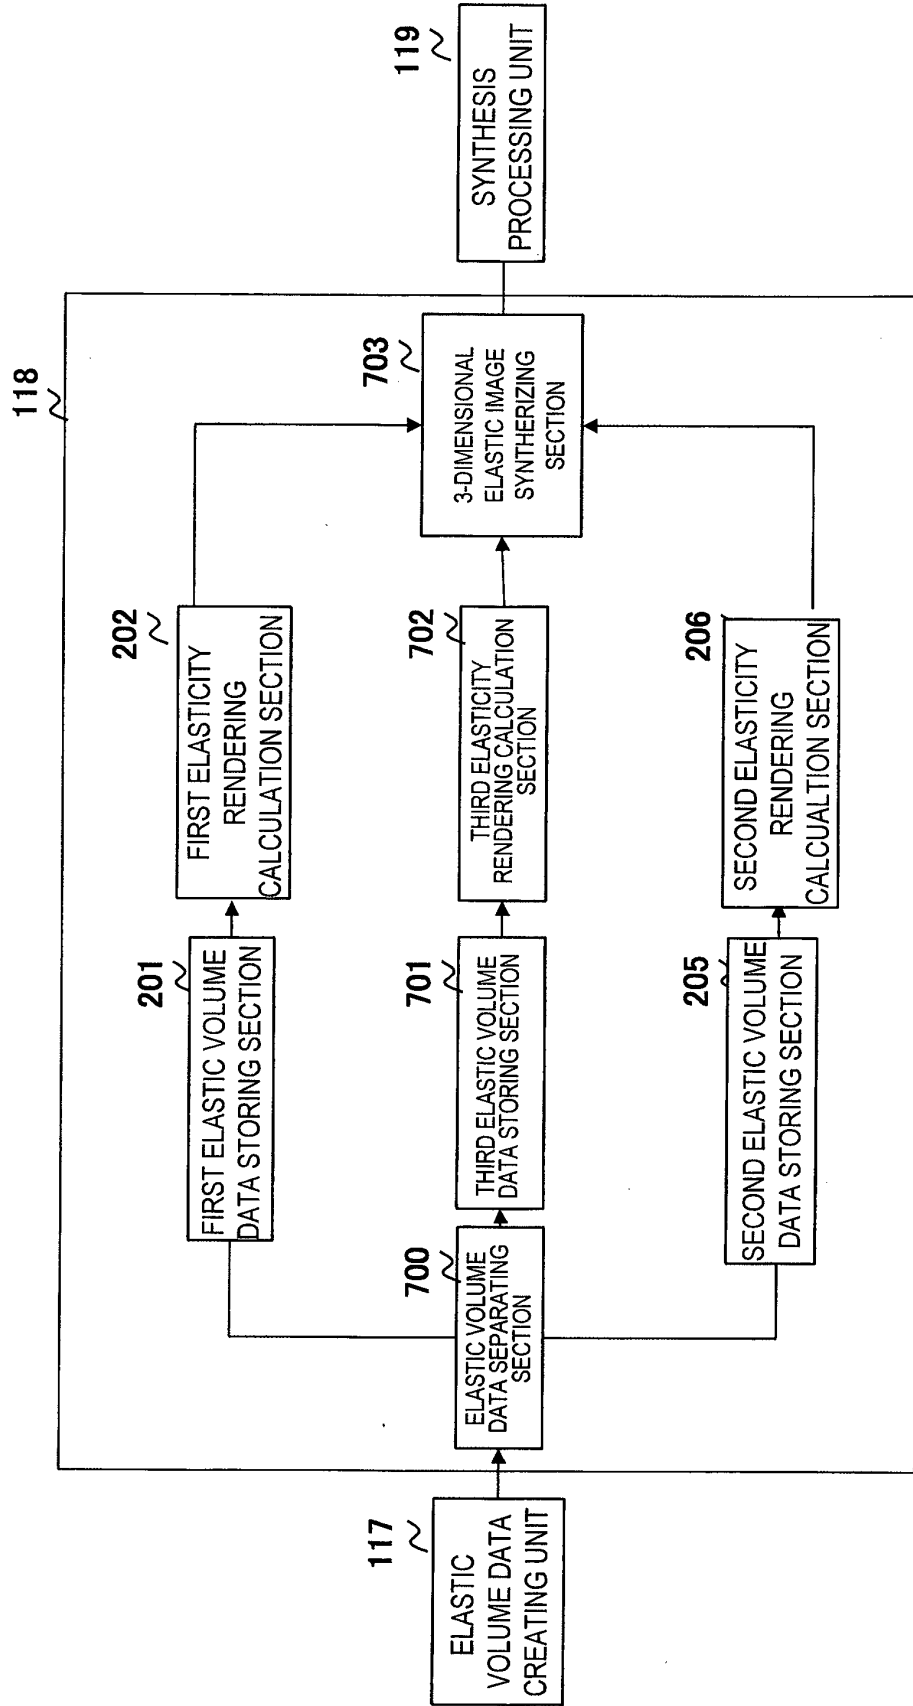 118
117
ELASTIC
VOLUME DATA
CREATING UNIT
700
ELASTIC VOLUME
DATA SEPARATING
SECTION
201
FIRST ELASTIC VOLUME
DATA STORING SECTION
202
FIRST ELASTICITY
RENDERING
CALCULATION SECTION
701
THIRD ELASTIC VOLUME
DATA STORING SECTION
702
THIRD ELASTICITY
RENDERING CALCULATION
SECTION
205
SECOND ELASTIC VOLUME
DATA STORING SECTION
206
SECOND ELASTICITY
RENDERING
CALCUALTION SECTION
703
3-DIMENSIONAL
ELASTIC IMAGE
SYNTHERIZING
SECTION
119
SYNTHESIS
PROCESSING UNIT